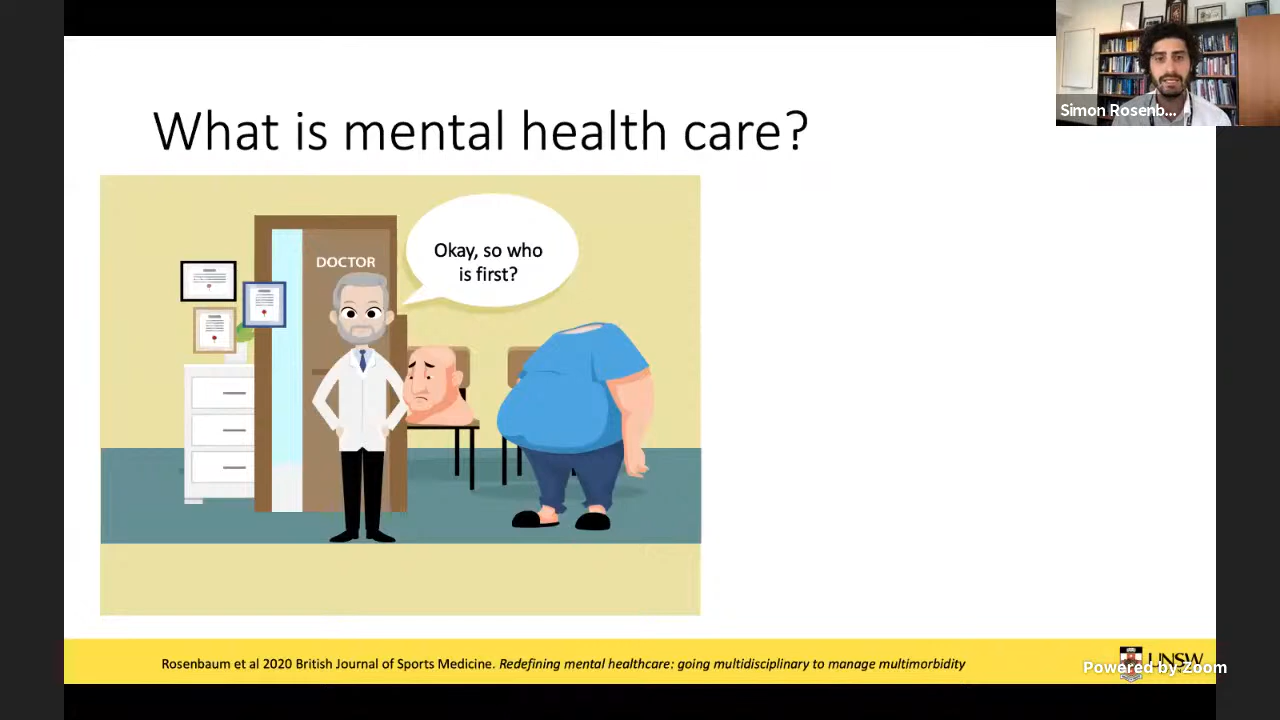 Simon Rosenb...
What is mental health care?
Okay, so who
is first?
DOCTOR
Rosenbaum et al 2020 British Journal of Sports Medicine. Redefining mental healthcare: going multidisciplinary to manage multimorbidity
UNSW
Powered by Zoom